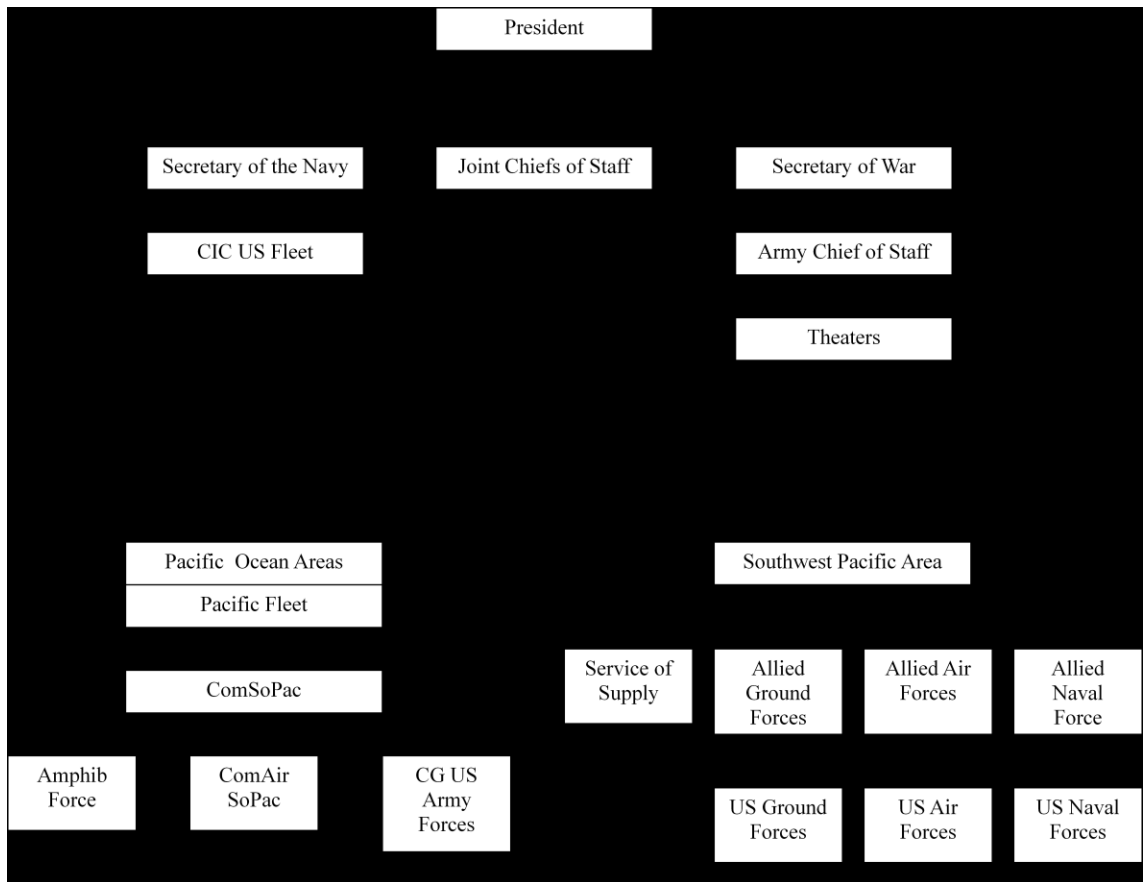 President
Secretary of the Navy
Joint Chiefs of Staff
Secretary of War
CIC US Fleet
Army Chief of Staff
Theaters
Pacific Ocean Areas
Southwest Pacific Area
Pacific Fleet
ComSoPac
Service of
Supply
Allied
Ground
Forces
Allied Air
Forces
Allied
Naval
Force
Amphib
Force
ComAir
SoPac
CG US
Army
Forces
US Ground
Forces
US Air
Forces
US Naval
Forces